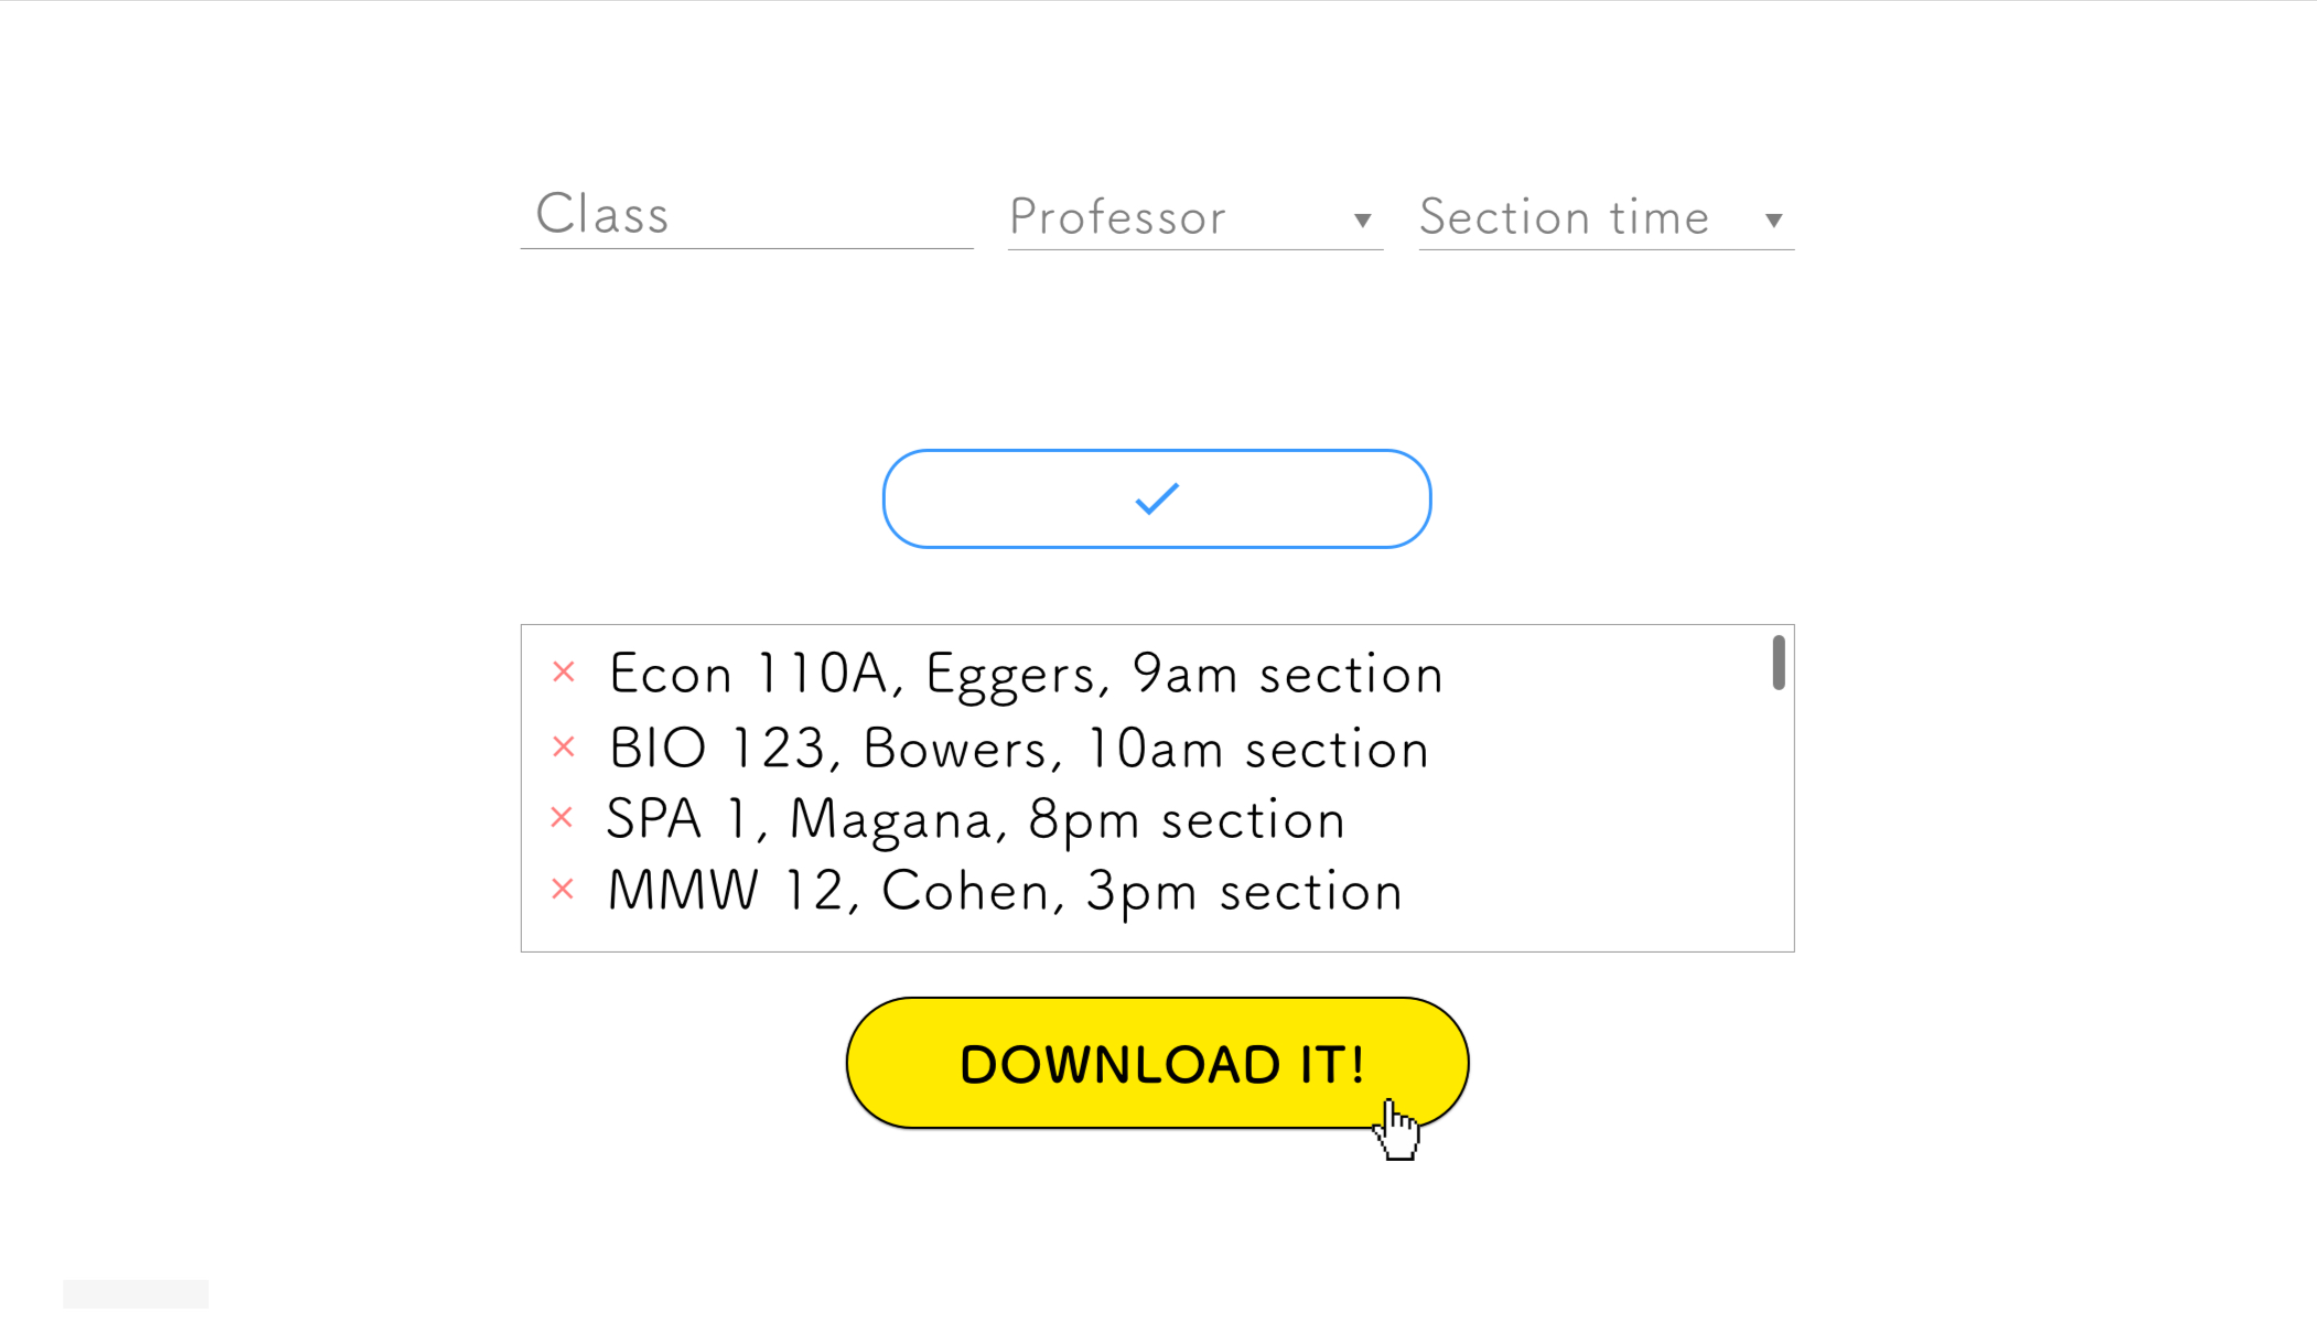 Class
Professor
Section time
Econ 110A, Eggers, 9am section
BIO 123, Bowers, 10am section
SPA 1, Magana, 8pm section
MMW 12, Cohen, 3pm section
DOWNLOAD IT!